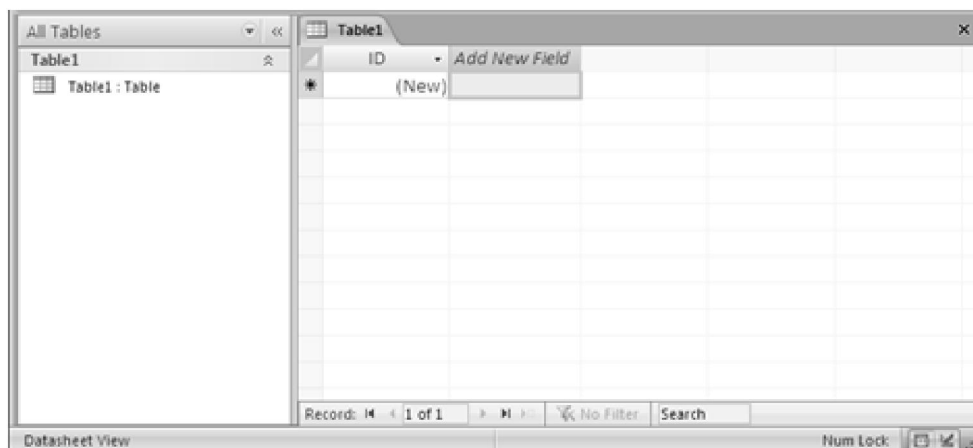 All Tables
Table1
Table1 : Table
Table1
ID Add New Field
(New)
Record: 1 of 1 No Filter Search
Datasheet View Num Lock